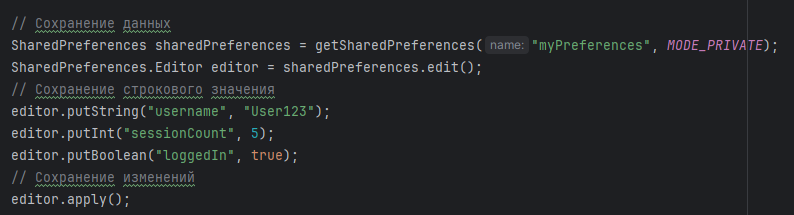 // Сохранение данных
SharedPreferences sharedPreferences = getSharedPreferences( name: "myPreferences", MODE_PRIVATE);
SharedPreferences.Editor editor = sharedPreferences.edit();
// Сохранение строкового значения
editor.putString("username", "User123");
editor.putInt("sessionCount", 5);
editor.putBoolean("loggedIn", true);
// Сохранение изменений
editor.apply();